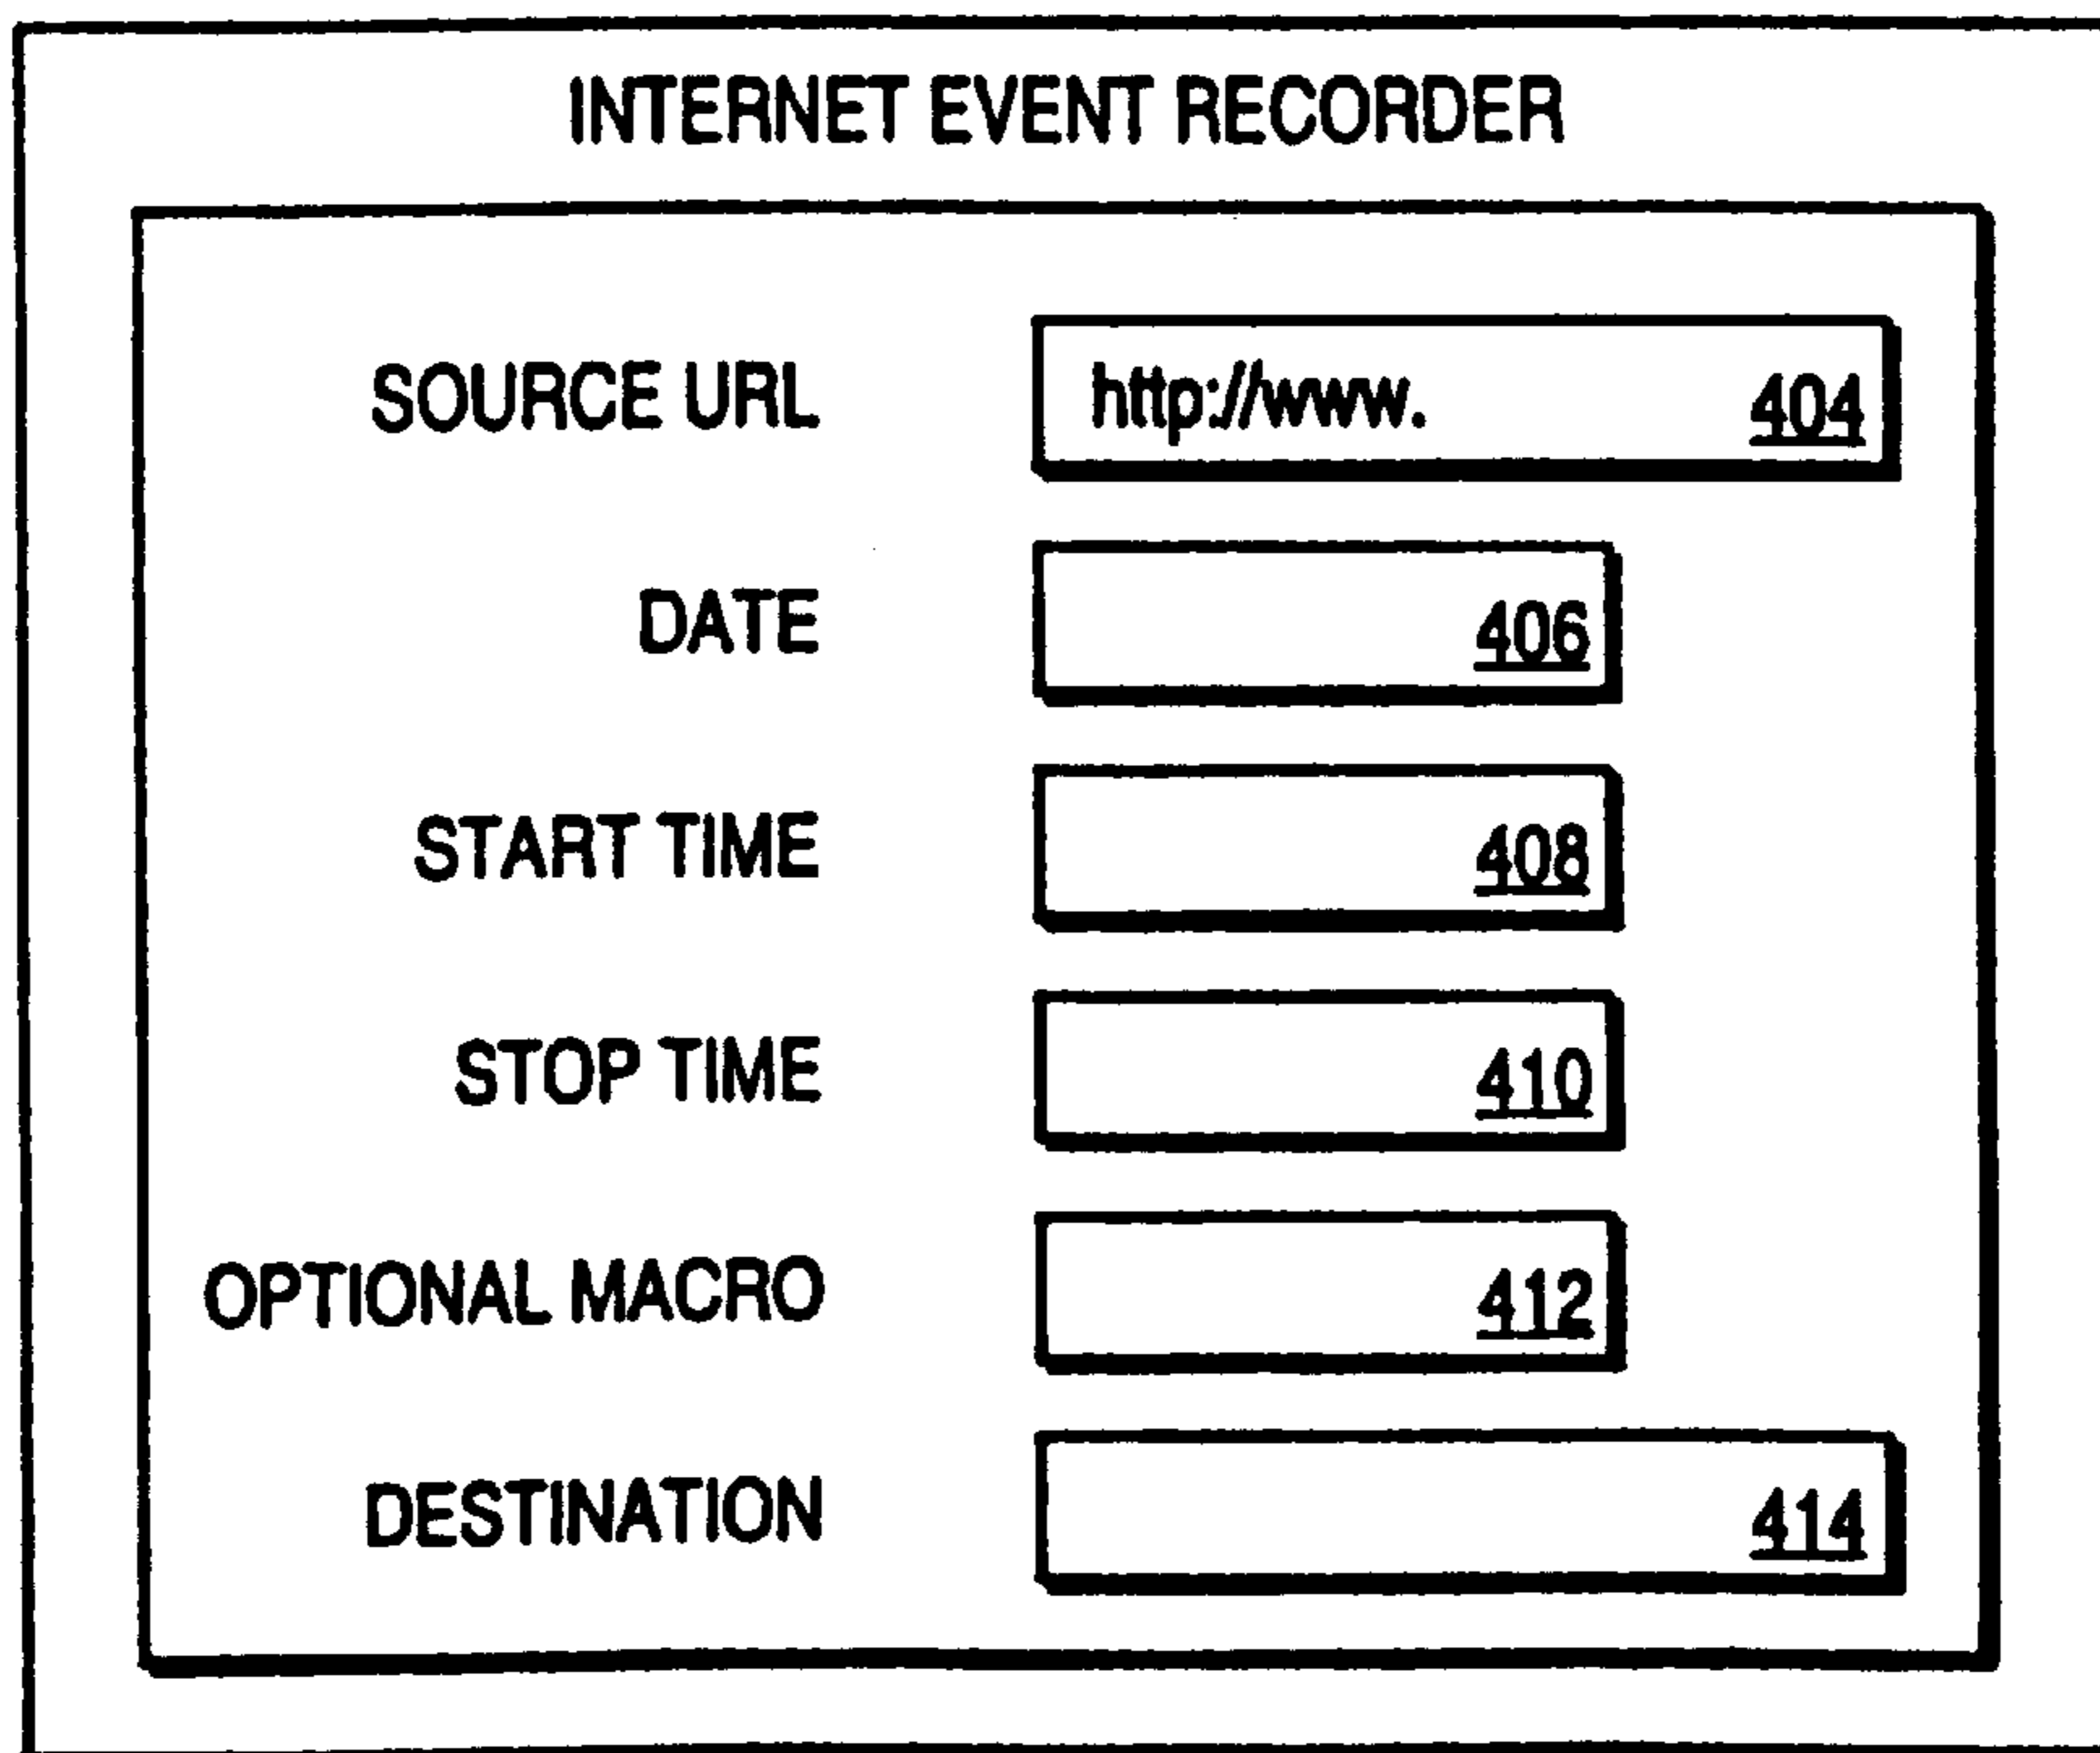 INTERNET EVENT RECORDER
SOURCE URL http://www. 404
DATE 406
START TIME 408
STOP TIME 410
OPTIONAL MACRO 412
DESTINATION 414